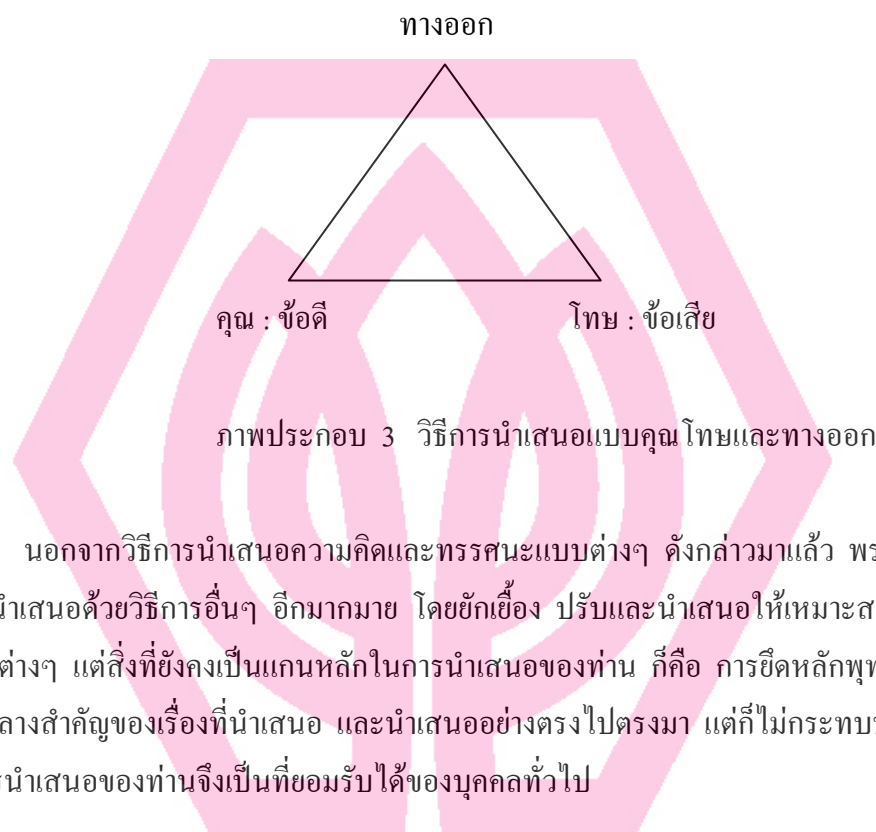 ทางออก
คุณ : ข้อดี โทษ : ข้อเสีย
ภาพประกอบ 3 วิธีการนำเสนอแบบคุณโทษและทางออก
นอกจากวิธีการนำเสนอความคิดและทรรศนะแบบต่างๆ ดังกล่าวมาแล้ว
นำเสนอด้วยวิธีการอื่นๆ อีกมากมาย โดยยักเยื้อง ปรับและนำเสนอให้
ต่างๆ แต่สิ่งที่ยังคงเป็นแกนหลักในการนำเสนอของท่าน ก็คือ การยึดหลัก
สำคัญของเรื่องที่นำเสนอ และนำเสนออย่างตรงไปตรงมา แต่ก็ไม่
นำเสนอของท่านจึงเป็นที่ยอมรับได้ของบุคคลทั่วไป